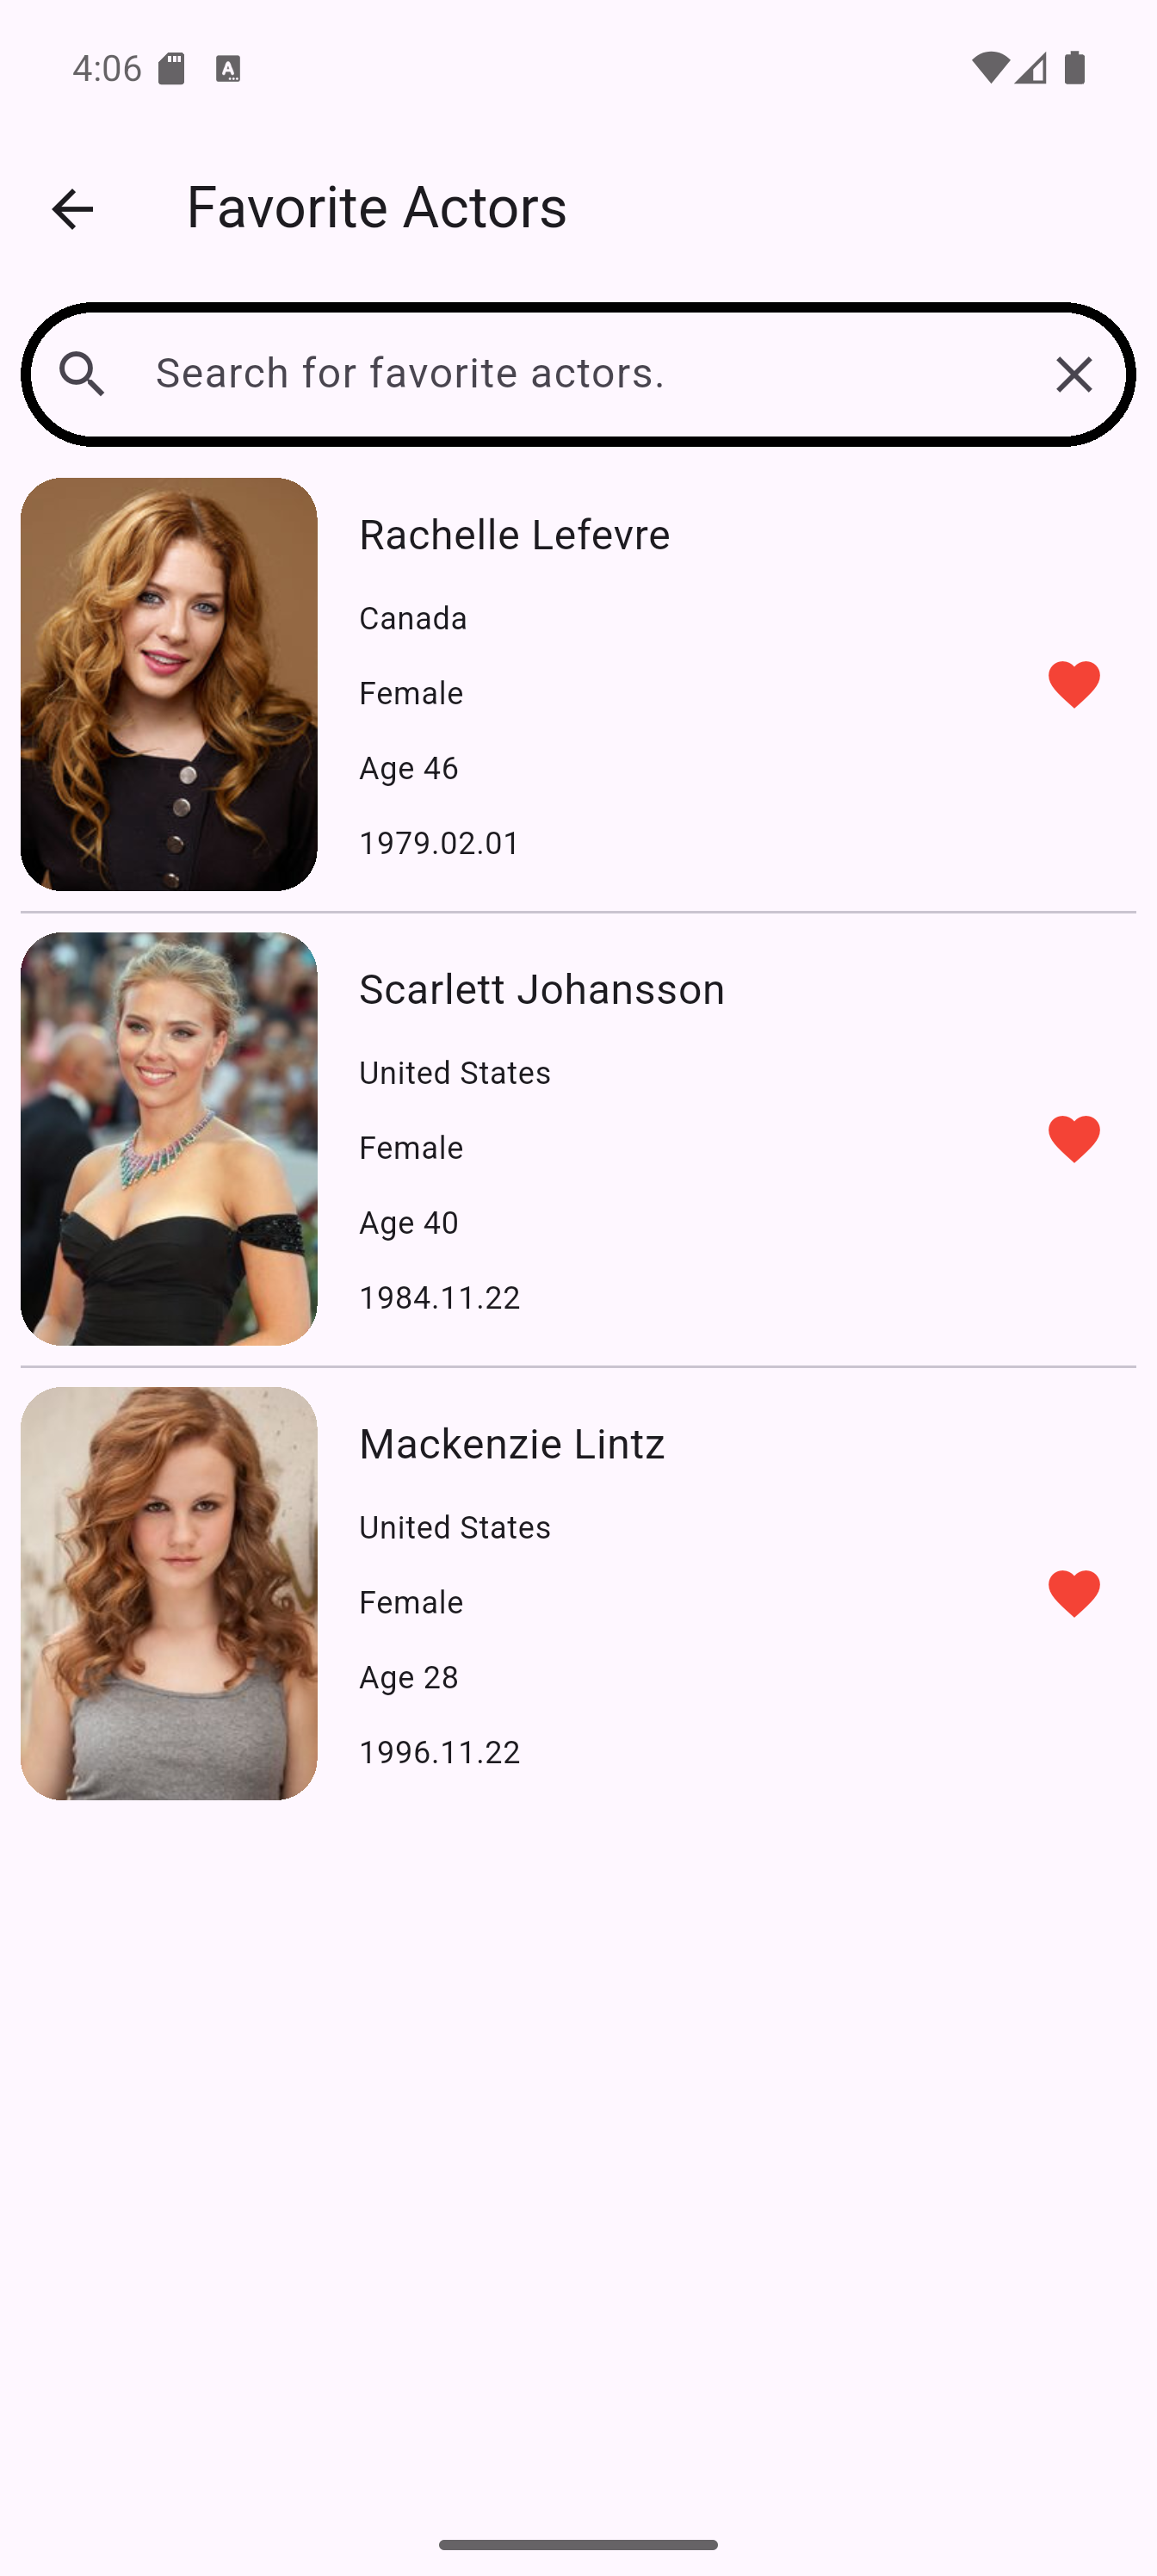 4:06
Favorite Actors
Search for favorite actors.
Rachelle Lefevre
Canada
Female
Age 46
1979.02.01
Scarlett Johansson
United States
Female
Age 40
1984.11.22
Mackenzie Lintz
United States
Female
Age 28
1996.11.22